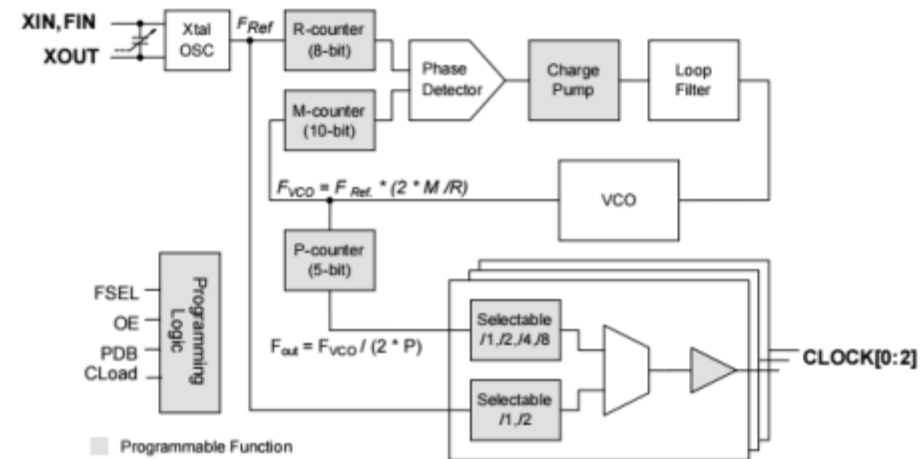 XIN, FIN
XOUT
Xtal
OSC
FRef
R-counter
(8-bit)
Phase
Detector
Charge
Pump
Loop
Filter
M-counter
(10-bit)
FVCO = F Ref. * (2 * M /R)
VCO
P-counter
(5-bit)
FSEL
OE
PDB
CLoad
Programming
Logic
Fout = FVCO / (2 * P)
Selectable
/1,/2,/4,/8
Selectable
/1,/2
CLOCK[0:2]
Programmable Function